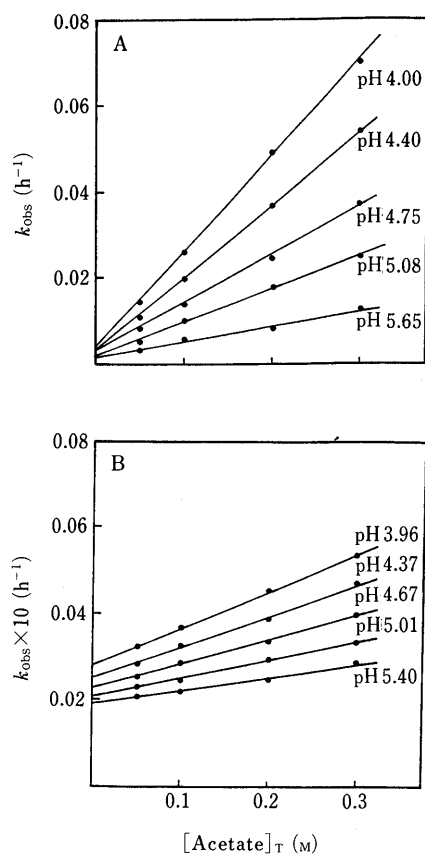 A
k_obs (h⁻¹)
0.08
0.06
0.04
0.02
pH 4.00
pH 4.40
pH 4.75
pH 5.08
pH 5.65
B
k_obs × 10 (h⁻¹)
0.08
0.06
0.04
0.02
pH 3.96
pH 4.37
pH 4.67
pH 5.01
pH 5.40
0.1 0.2 0.3
[Acetate]_T (M)